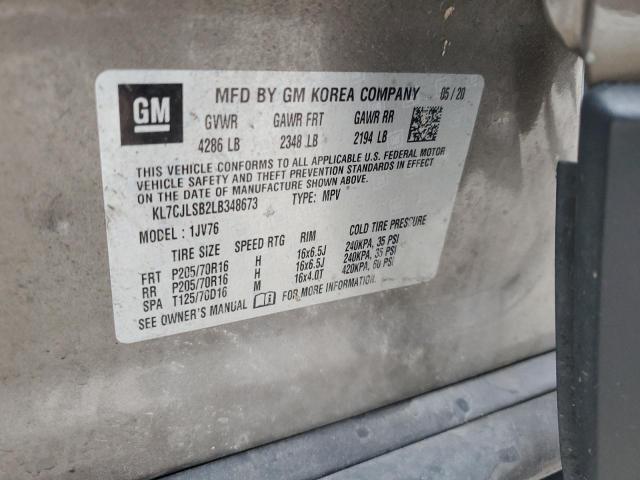 GM
MFD BY GM KOREA COMPANY 05/20
GVWR GAWR FRT GAWR RR
4286 LB 2348 LB 2194 LB
THIS VEHICLE CONFORMS TO ALL APPLICABLE U.S. FEDERAL MOTOR
VEHICLE SAFETY AND THEFT PREVENTION STANDARDS IN EFFECT
ON THE DATE OF MANUFACTURE SHOWN ABOVE.
KL7CJLSB2LB348673 TYPE: MPV
MODEL: 1JV76
TIRE SIZE SPEED RTG RIM COLD TIRE PRESSURE
FRT P205/70R16 H 16x6.5J 240KPA, 35 PSI
RR P205/70R16 H 16x6.5J 240KPA, 35 PSI
SPA T125/70D16 M 16x4.0T 420KPA, 60 PSI
SEE OWNER'S MANUAL FOR MORE INFORMATION.